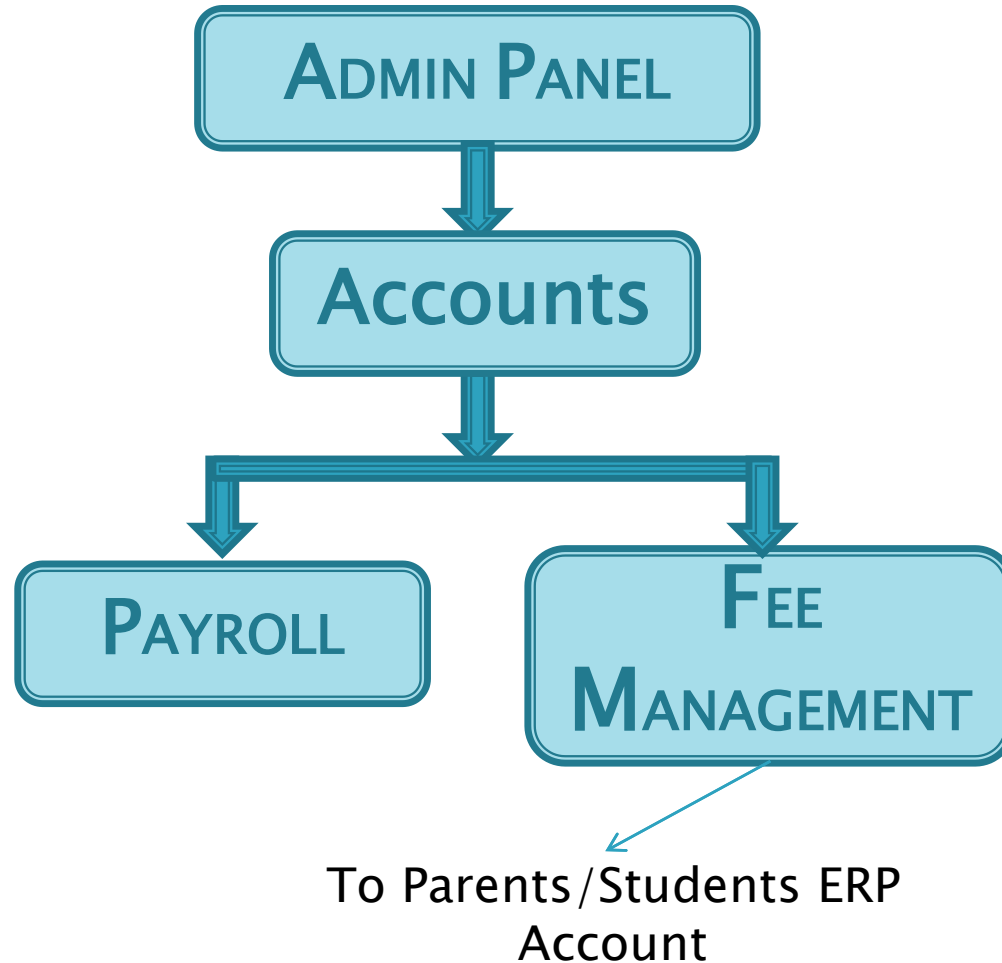 ADMIN PANEL
Accounts
PAYROLL
FEE
MANAGEMENT
To Parents/Students ERP
Account